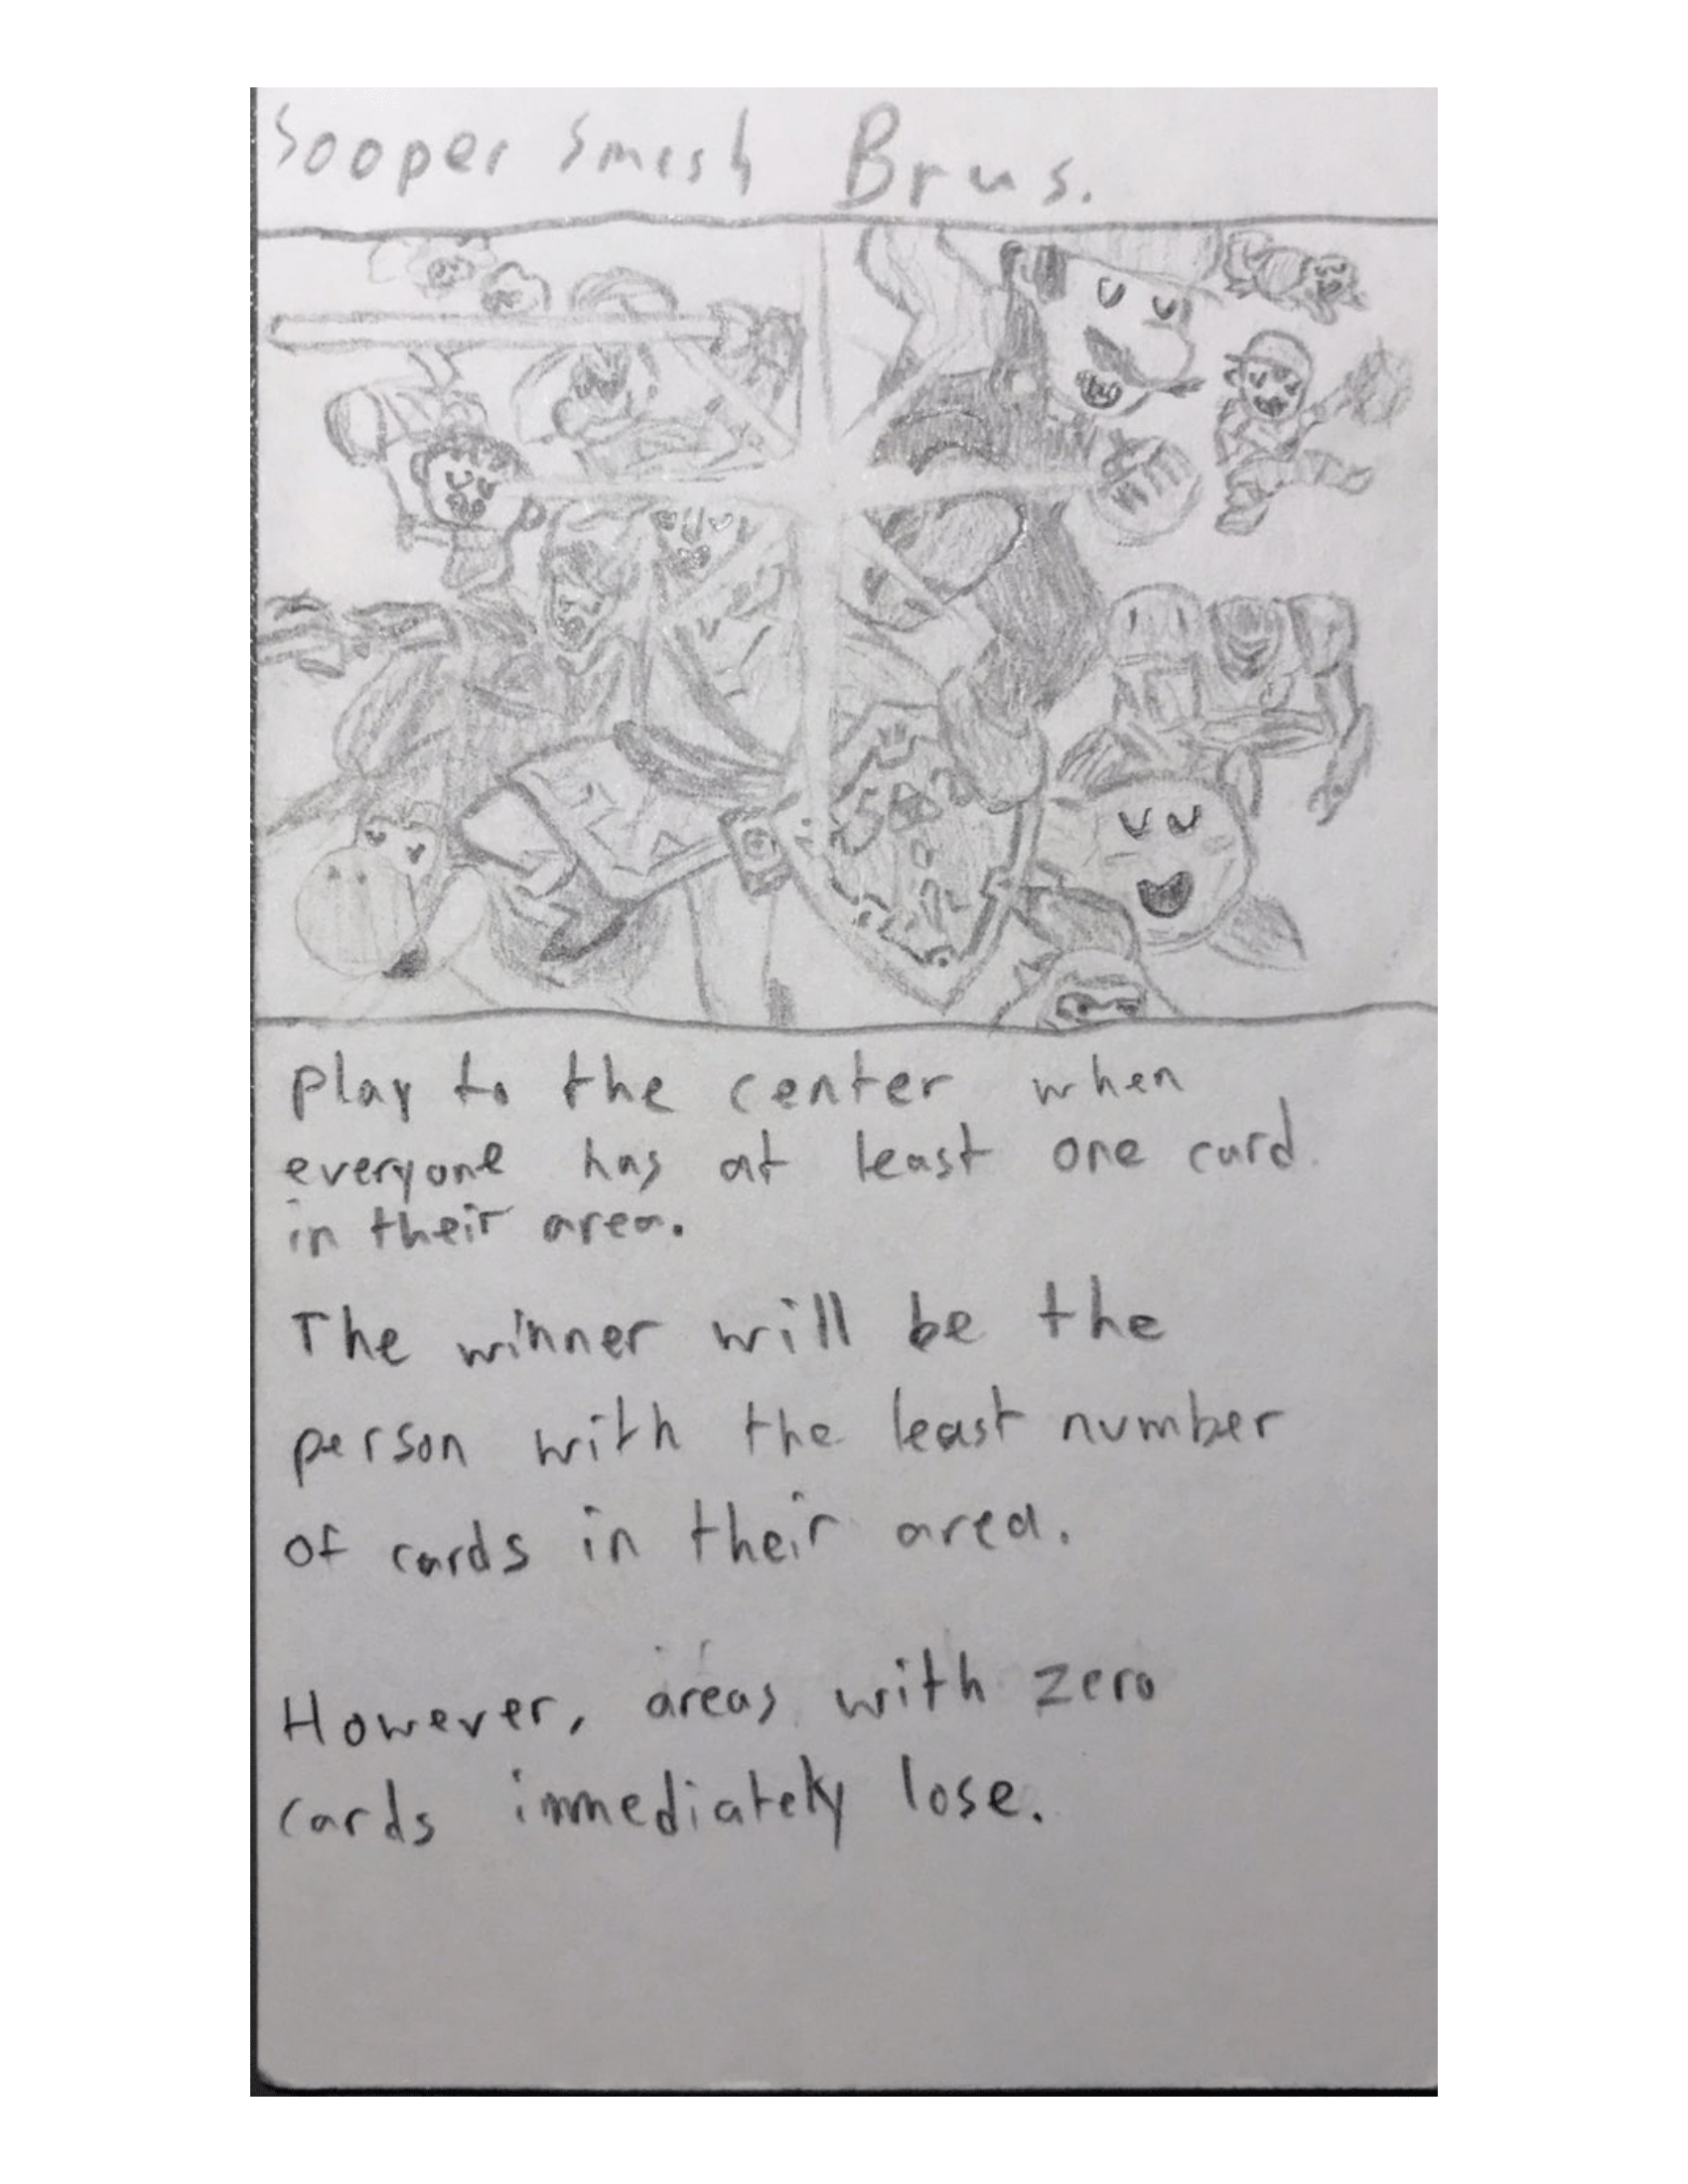 Sooper Smesh Brus.
play to the center when
everyone has at least one card
in their area.
The winner will be the
person with the least number
of cards in their area.
However, areas with zero
cards immediately lose.